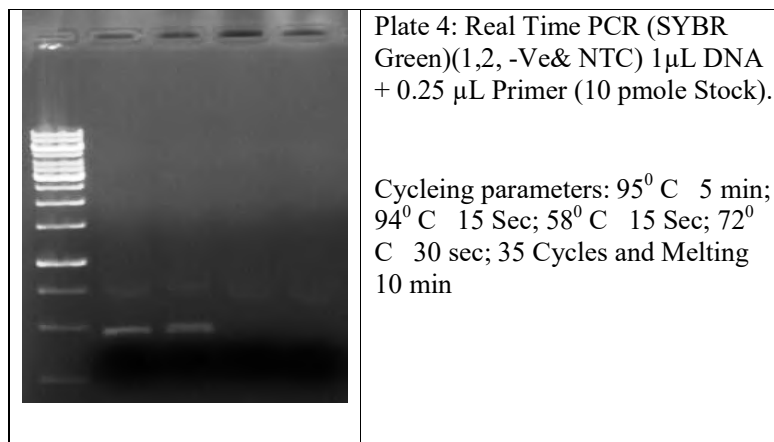 Plate 4: Real Time PCR (SYBR
Green)(1,2, -Ve& NTC) 1µL DNA
+ 0.25 µL Primer (10 pmole Stock).
Cycleing parameters: 95⁰ C 5 min;
94⁰ C 15 Sec; 58⁰ C 15 Sec; 72⁰
C 30 sec; 35 Cycles and Melting
10 min